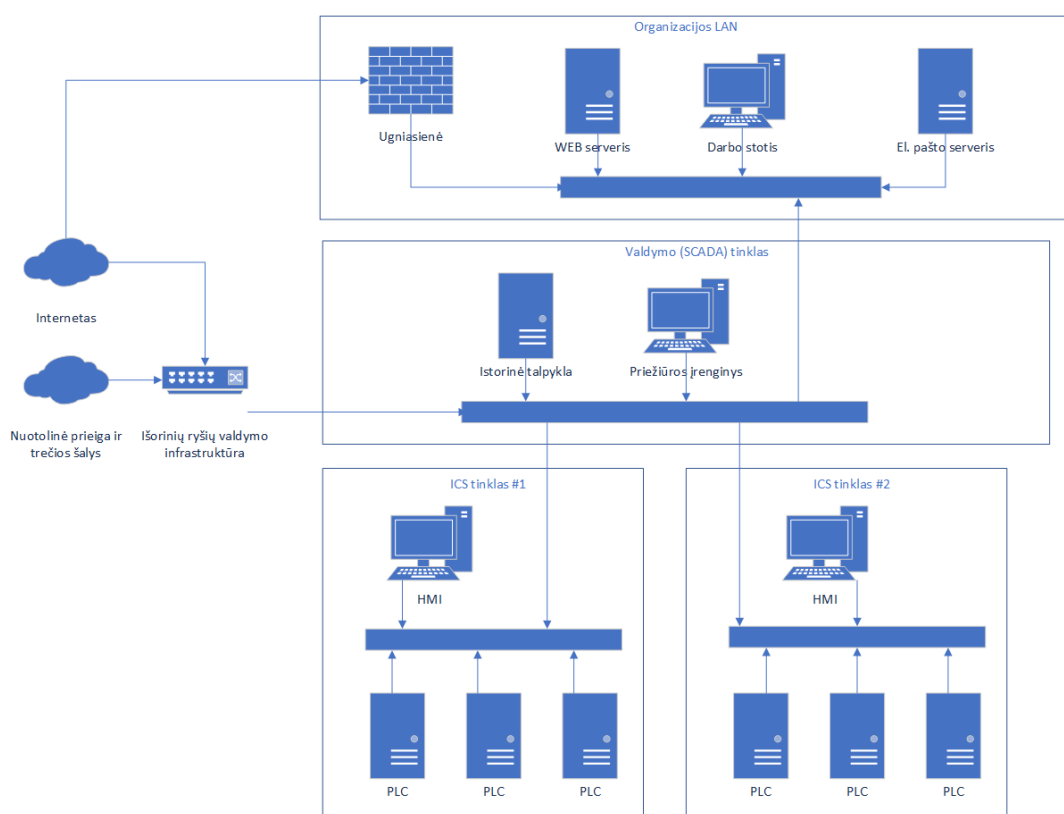 Organizacijos LAN
Ugniasienė
WEB serveris
Darbo stotis
El. pašto serveris
Valdymo (SCADA) tinklas
Internetas
Istorinė talpykla
Priežiūros įrenginys
Nuotolinė prieiga ir
trečios šalys
Išorinių ryšių valdymo
infrastruktūra
ICS tinklas #1
HMI
PLC
PLC
PLC
ICS tinklas #2
HMI
PLC
PLC
PLC